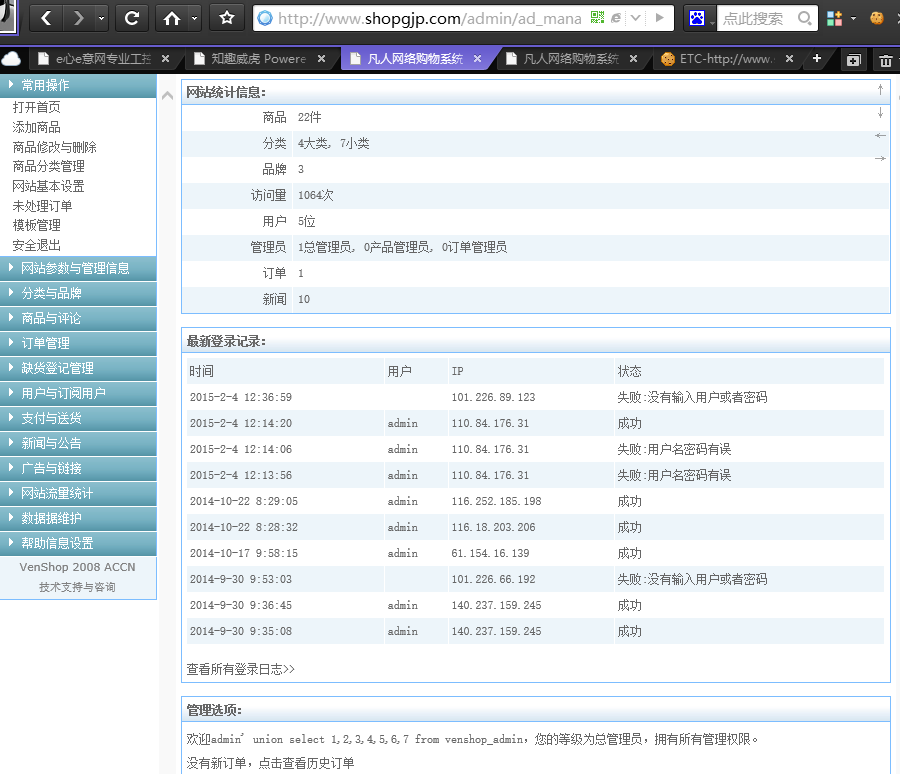 http://www.shopgjp.com/admin/ad_mana
点此搜索
e心e意网专业工控
知趣威虎 Powere
凡人网络购物系统
凡人网络购物系统
ETC-http://www.
常用操作
打开首页
添加商品
商品修改与删除
商品分类管理
网站基本设置
未处理订单
模板管理
安全退出
网站参数与管理信息
分类与品牌
商品与评论
订单管理
缺货登记管理
用户与订阅用户
支付与送货
新闻与公告
广告与链接
网站流量统计
数据据维护
帮助信息设置
VenShop 2008 ACCN
技术支持与咨询
网站统计信息:
商品 22件
分类 4大类, 7小类
品牌 3
访问量 1064次
用户 5位
管理员 1总管理员, 0产品管理员, 0订单管理员
订单 1
新闻 10
最新登录记录:
时间 用户 IP 状态
2015-2-4 12:36:59 101.226.89.123 失败:没有输入用户或者密码
2015-2-4 12:14:20 admin 110.84.176.31 成功
2015-2-4 12:14:06 admin 110.84.176.31 失败:用户名密码有误
2015-2-4 12:13:56 admin 110.84.176.31 失败:用户名密码有误
2014-10-22 8:29:05 admin 116.252.185.198 成功
2014-10-22 8:28:32 admin 116.18.203.206 成功
2014-10-17 9:58:15 admin 61.154.16.139 成功
2014-9-30 9:53:03 101.226.66.192 失败:没有输入用户或者密码
2014-9-30 9:36:45 admin 140.237.159.245 成功
2014-9-30 9:35:08 admin 140.237.159.245 成功
查看所有登录日志>>
管理选项:
欢迎admin' union select 1,2,3,4,5,6,7 from venshop_admin，您的等级为总管理员，拥有所有管理权限。
没有新订单，点击查看历史订单